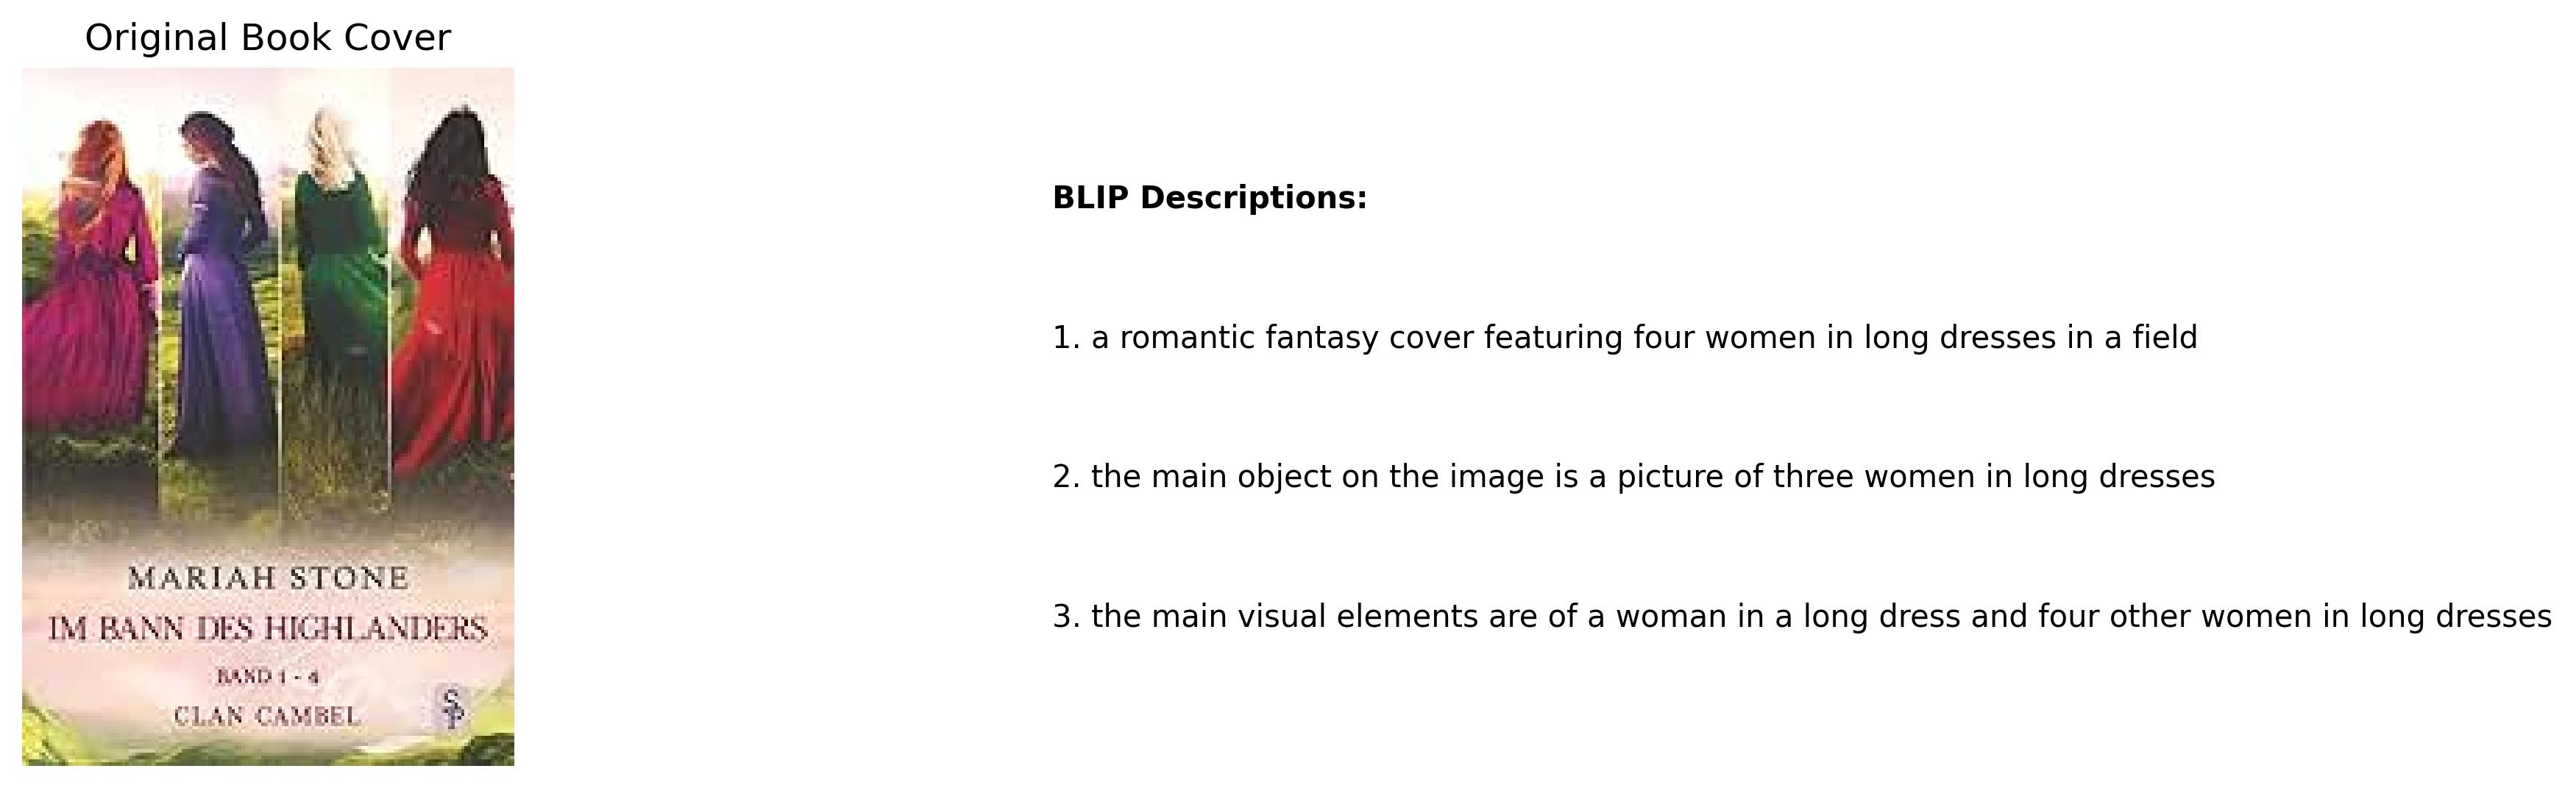 Original Book Cover
MARIAH STONE
IM BANN DES HIGHLANDERS
BAND 1 - 4
CLAN CAMBEL
SP
BLIP Descriptions:
1. a romantic fantasy cover featuring four women in long dresses in a field
2. the main object on the image is a picture of three women in long dresses
3. the main visual elements are of a woman in a long dress and four other women in long dresses